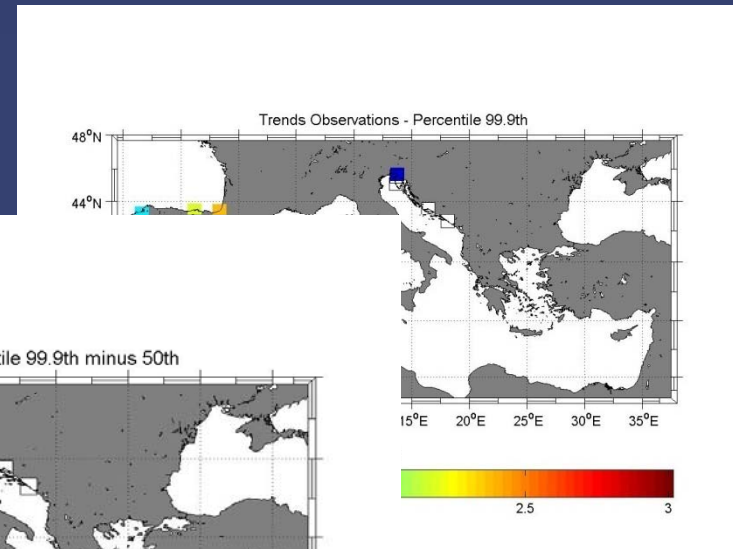 Trends Observations - Percentile 99.9th
48°N
44°N
15°E 20°E 25°E 30°E 35°E
2.5 3
99.9th minus 50th